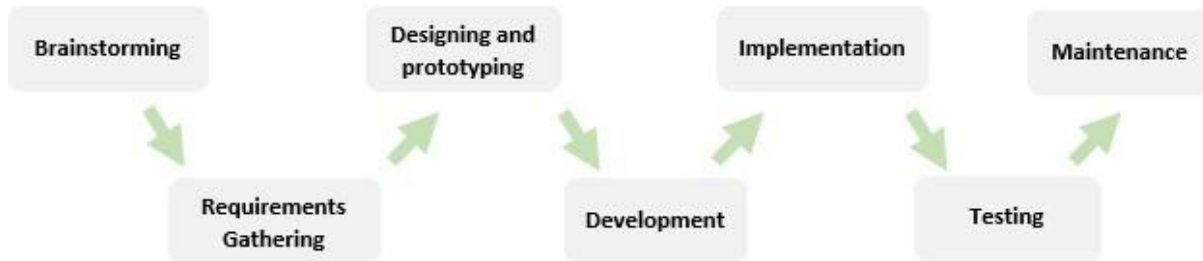 Brainstorming
Requirements
Gathering
Designing and
prototyping
Development
Implementation
Testing
Maintenance